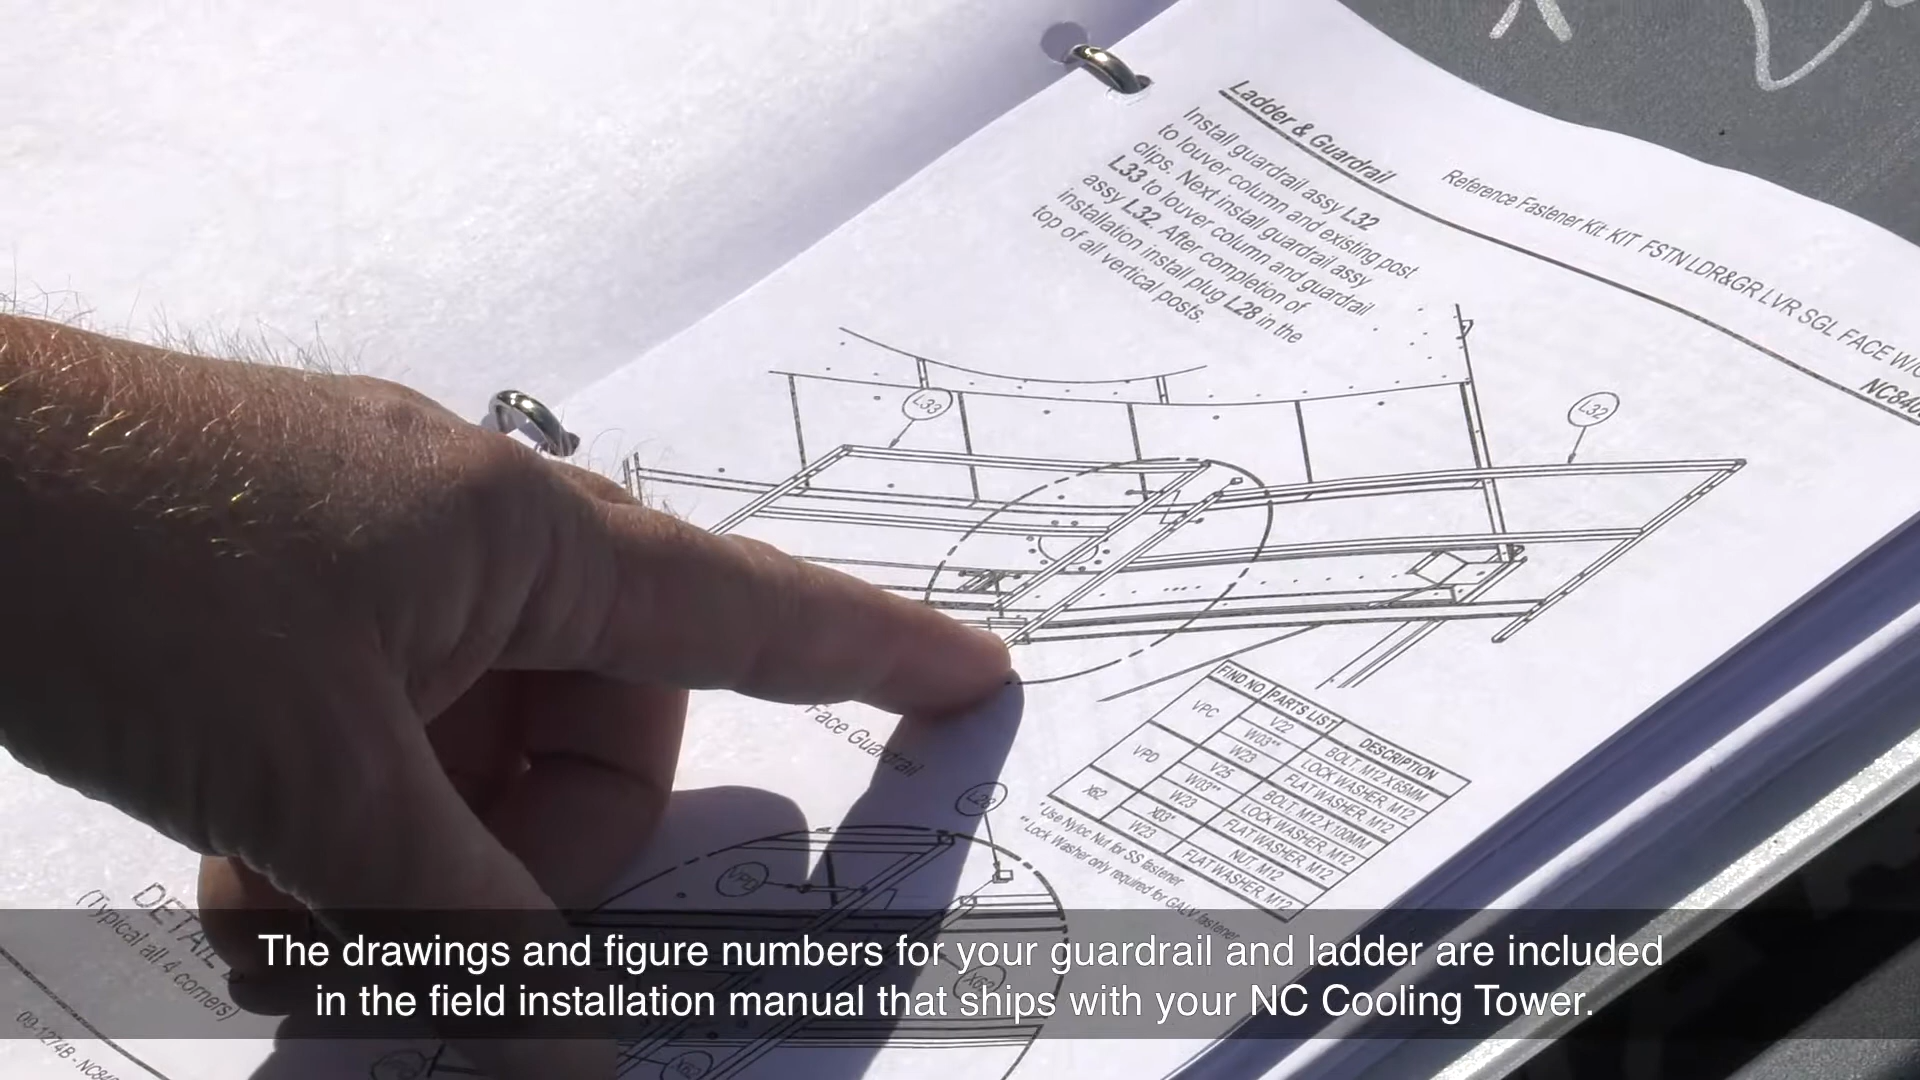 Ladder & Guardrail
Reference Fastener Kit: KIT FSTN LDR&GR LVR SGL FACE W/O
NC840
Install guardrail assy L32
to louver column and existing post
clips. Next install guardrail assy
L33 to louver column and guardrail
assy L32. After completion of
installation install plug L28 in the
top of all vertical posts.
L33
L32
Face Guardrail
FIND NO. PARTS LIST DESCRIPTION
VPC V22 BOLT, M12 X 65MM
W03** LOCK WASHER, M12
W23 FLAT WASHER, M12
VPD V25 BOLT, M12 X 100MM
W03** LOCK WASHER, M12
W23 FLAT WASHER, M12
X62 X03* NUT, M12
W23 FLAT WASHER, M12
* Use Nyloc Nut for SS fastener
** Lock Washer only required for GALV fastener
L28
VPD
X62
X62
DETAIL
(Typical all 4 corners)
09-1274B - NC840
The drawings and figure numbers for your guardrail and ladder are included
in the field installation manual that ships with your NC Cooling Tower.